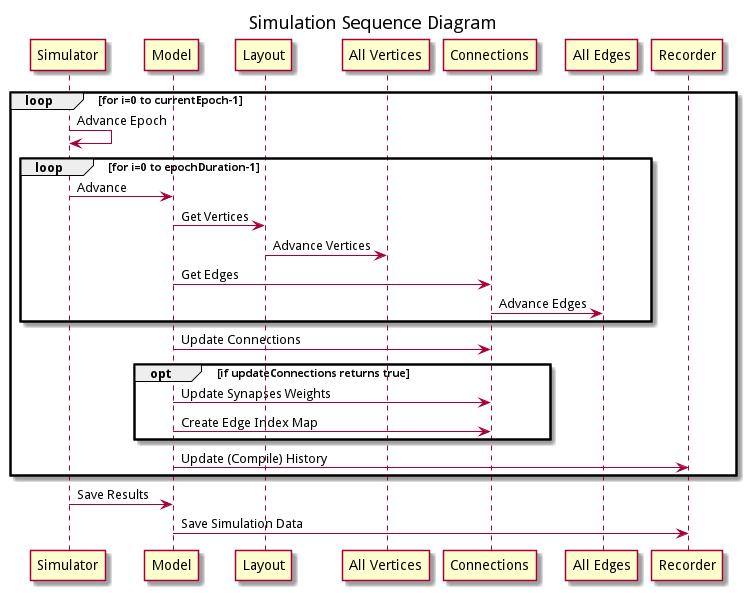 Simulation Sequence Diagram
Simulator Model Layout All Vertices Connections All Edges Recorder
loop [for i=0 to currentEpoch-1]
Advance Epoch
loop [for i=0 to epochDuration-1]
Advance
Get Vertices
Advance Vertices
Get Edges
Advance Edges
Update Connections
opt [if updateConnections returns true]
Update Synapses Weights
Create Edge Index Map
Update (Compile) History
Save Results
Save Simulation Data
Simulator Model Layout All Vertices Connections All Edges Recorder